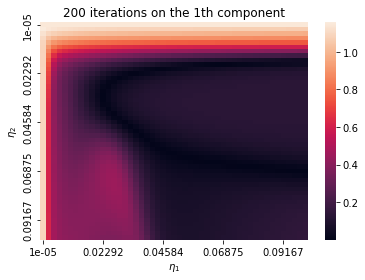 200 iterations on the 1th component
1e-05
0.02292
0.04584
0.06875
0.09167
η2
1e-05 0.02292 0.04584 0.06875 0.09167
η1
1.0
0.8
0.6
0.4
0.2